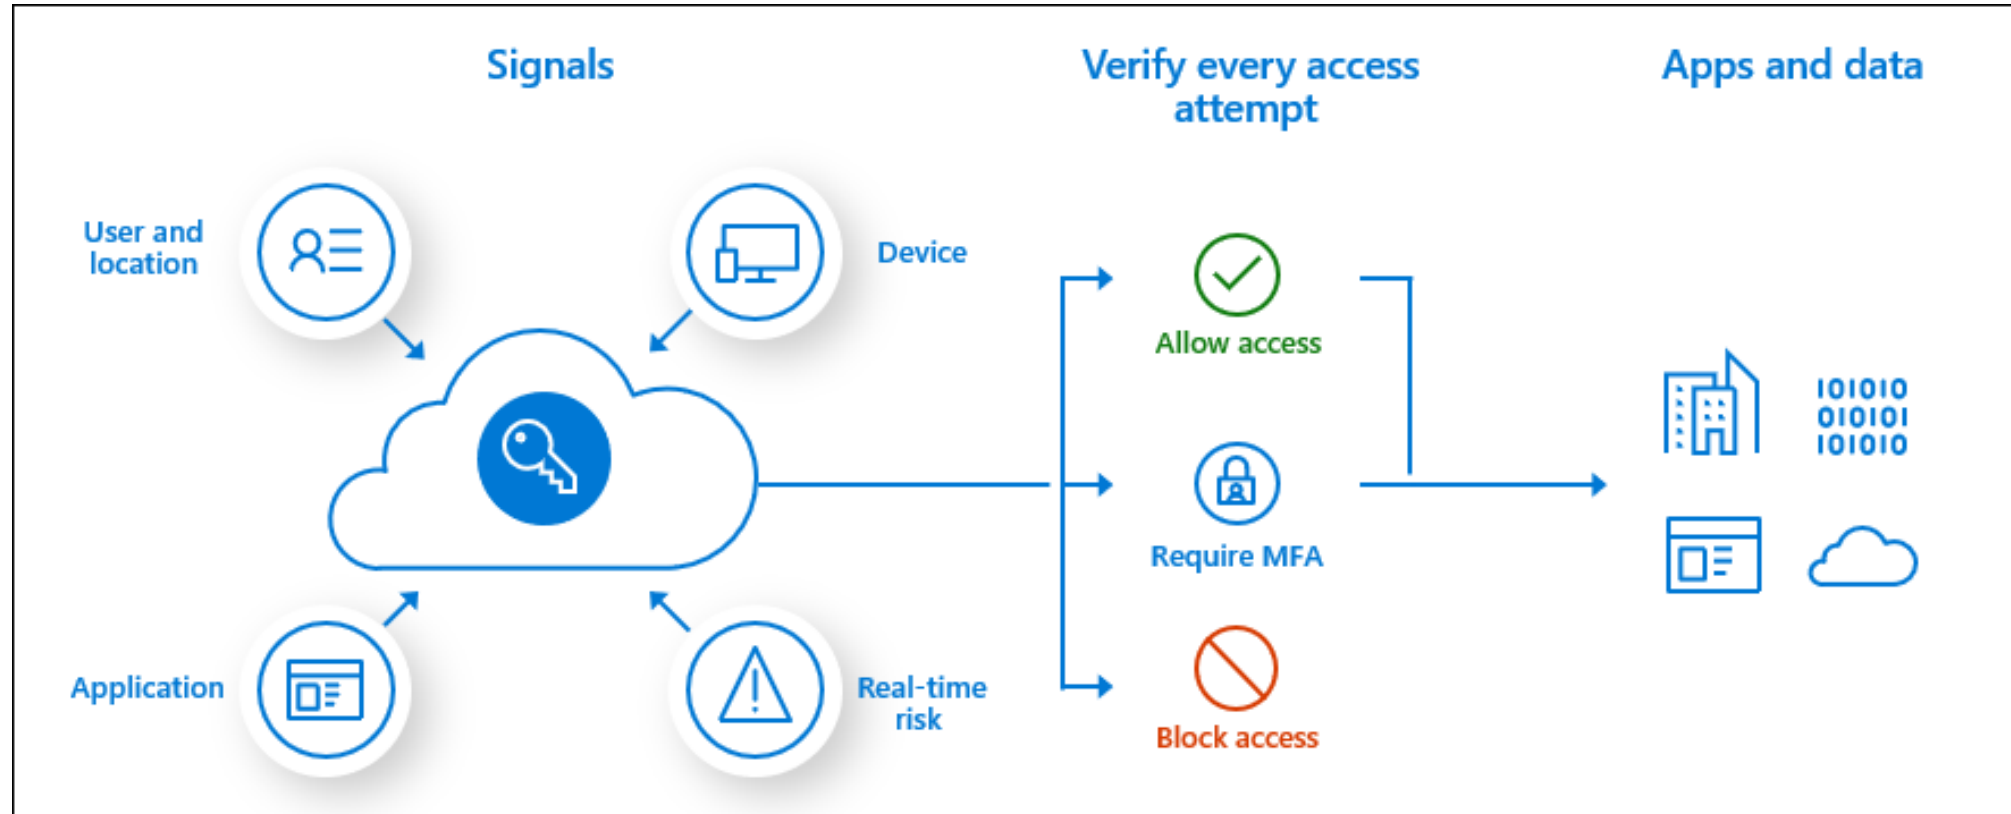 Signals
Verify every access
attempt
Apps and data
User and
location
Device
Allow access
101010
010101
101010
Require MFA
Application
Real-time
risk
Block access